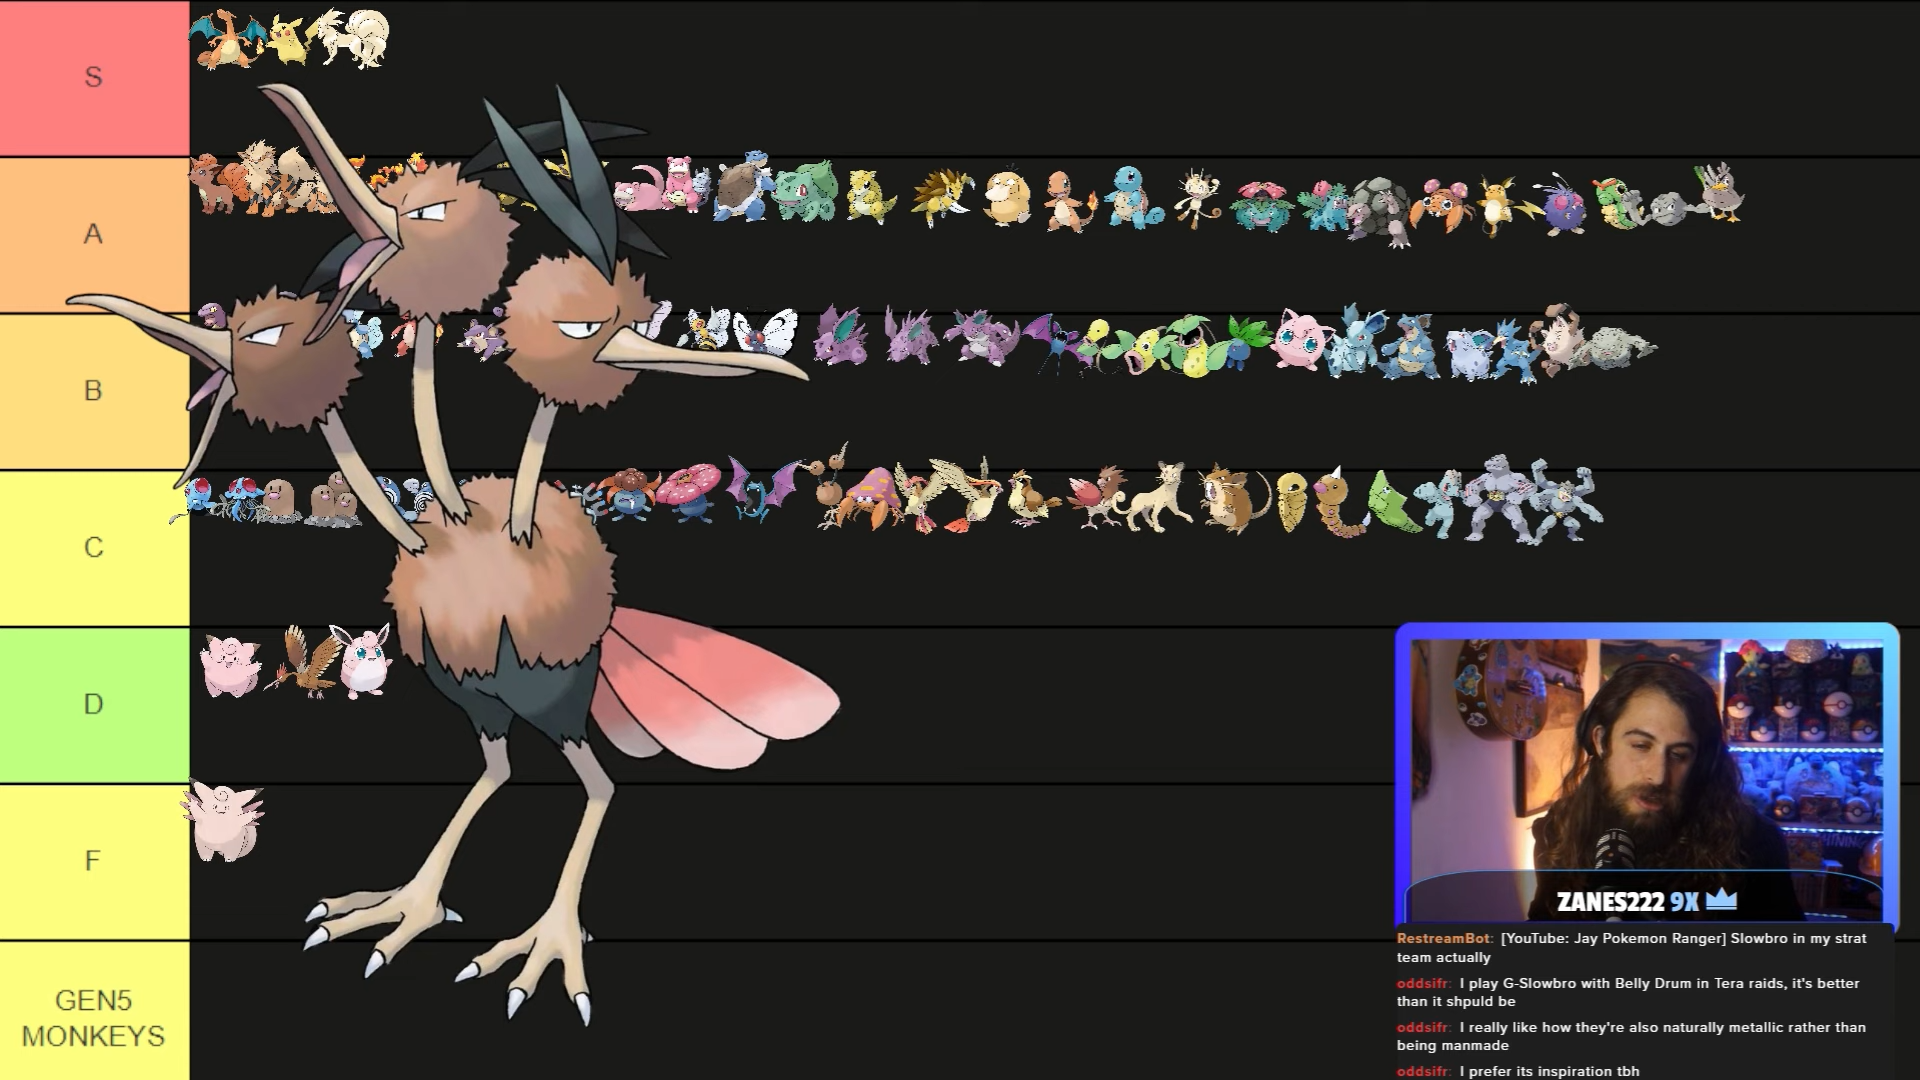 S
A
B
C
D
F
GEN5
MONKEYS
ZANES222 9X
RestreamBot: [YouTube: Jay Pokemon Ranger] Slowbro in my strat
team actually
oddsifr: I play G-Slowbro with Belly Drum in Tera raids, it's better
than it shpuld be
oddsifr: I really like how they're also naturally metallic rather than
being manmade
oddsifr: I prefer its inspiration tbh